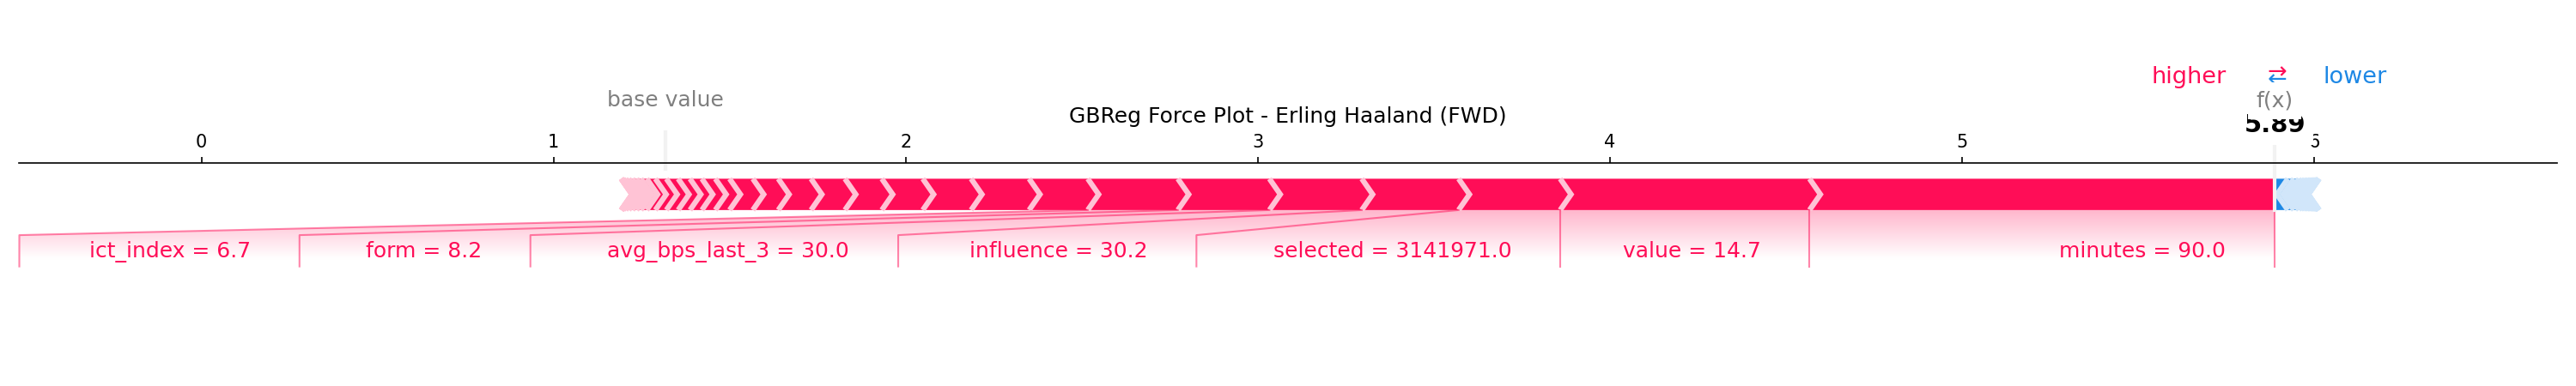 higher ⇄ lower
base value
f(x)
GBReg Force Plot - Erling Haaland (FWD)
5.89
0 1 2 3 4 5 6
ict_index = 6.7 form = 8.2 avg_bps_last_3 = 30.0 influence = 30.2 selected = 3141971.0 value = 14.7 minutes = 90.0